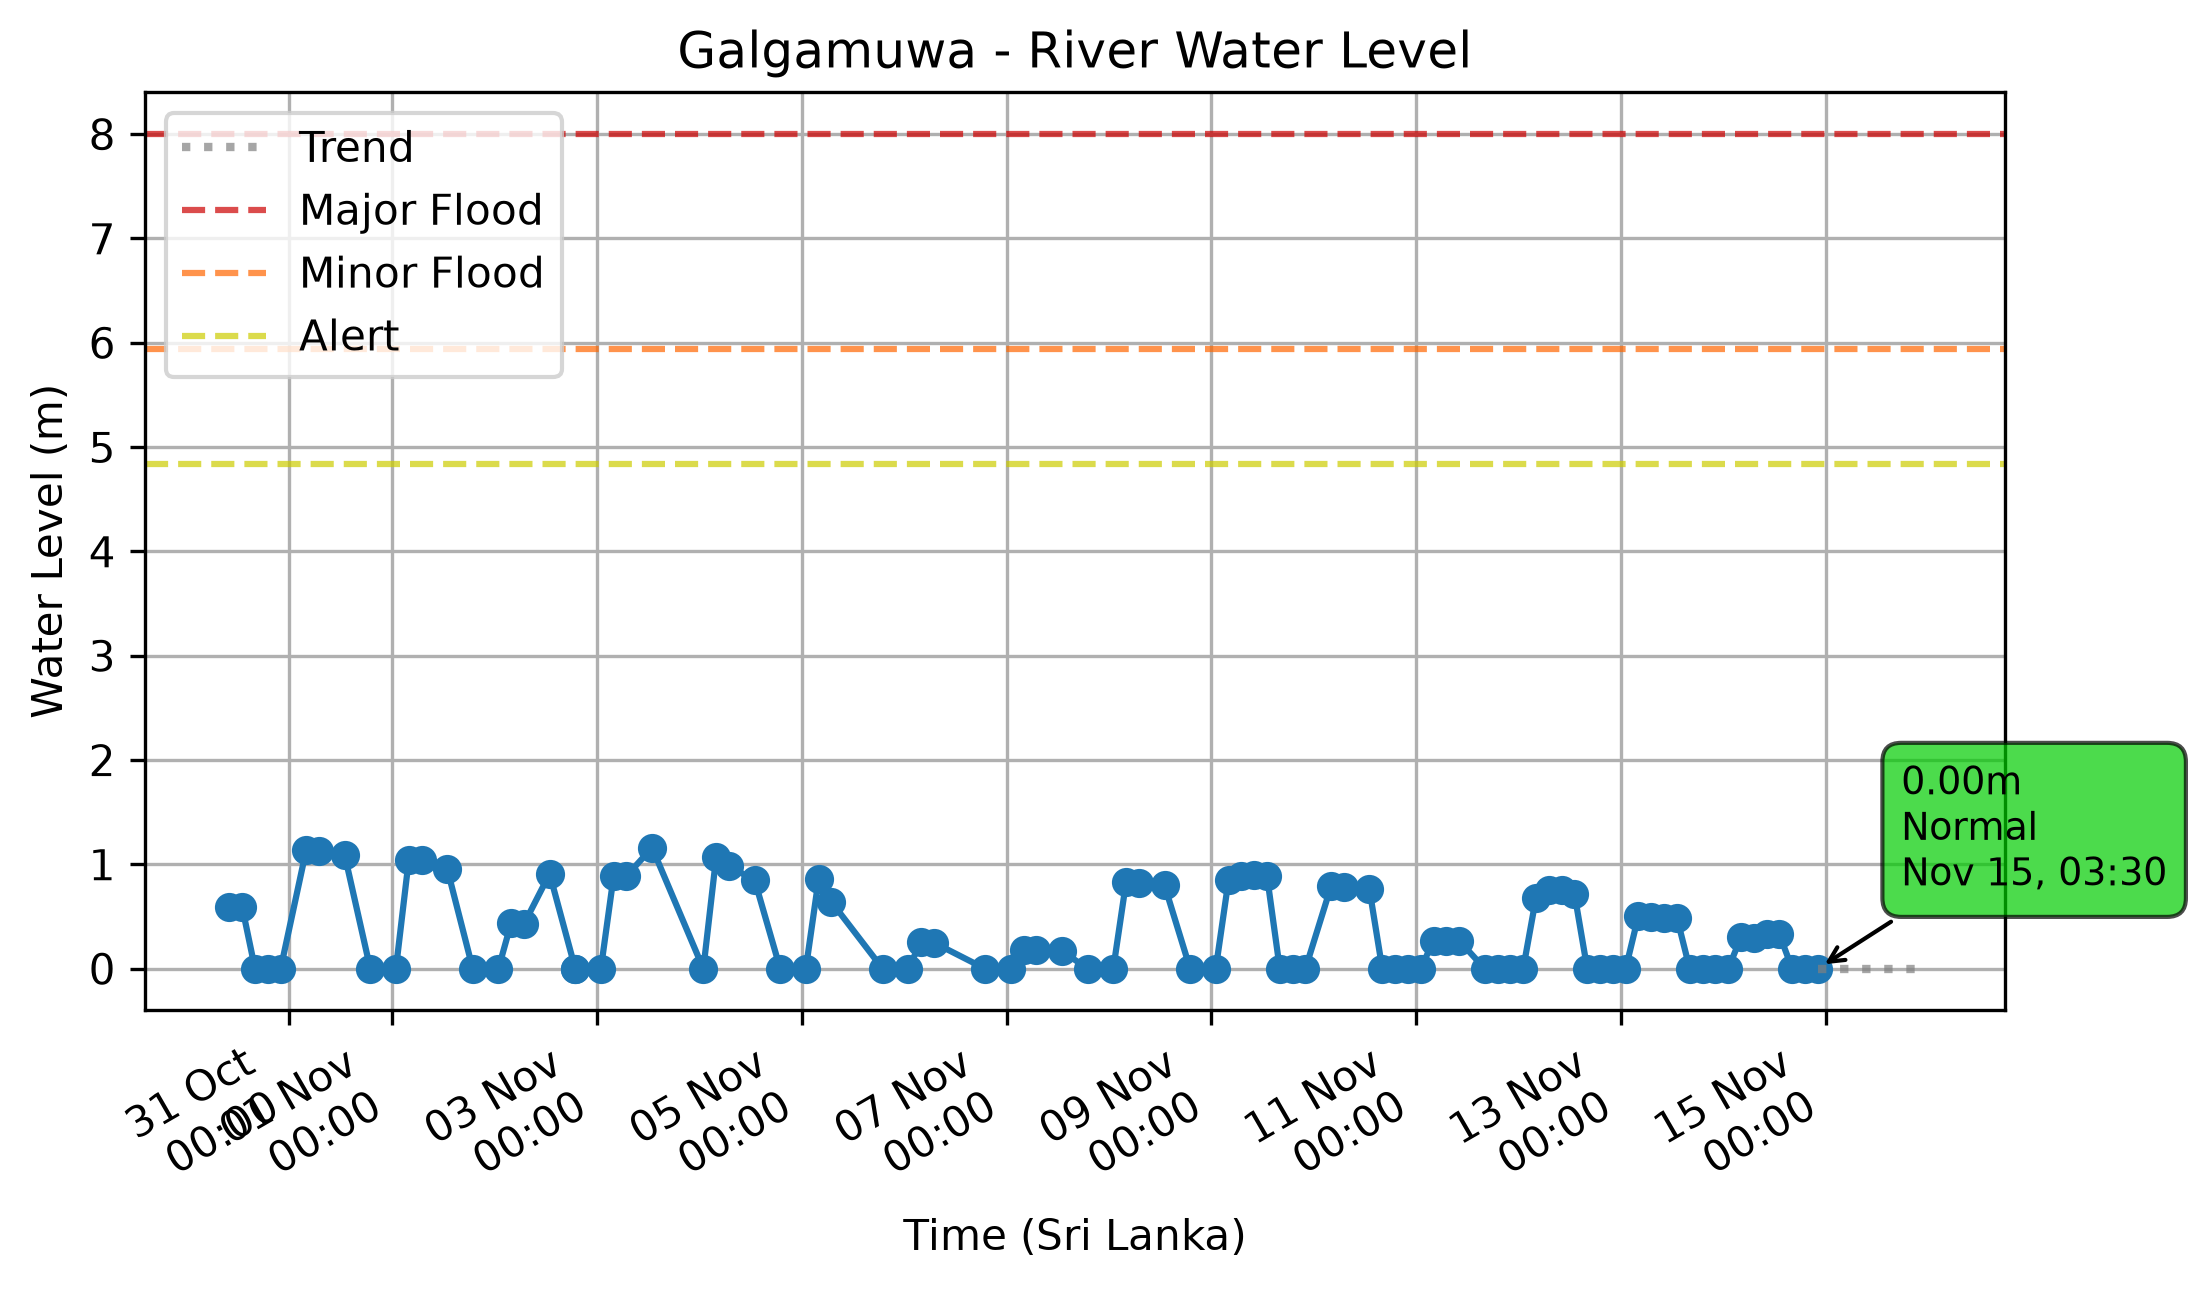 Galgamuwa - River Water Level
Trend
Major Flood
Minor Flood
Alert
8
7
6
5
4
3
2
1
0
Water Level (m)
0.00m
Normal
Nov 15, 03:30
31 Oct
00:00
01 Nov
00:00
03 Nov
00:00
05 Nov
00:00
07 Nov
00:00
09 Nov
00:00
11 Nov
00:00
13 Nov
00:00
15 Nov
00:00
Time (Sri Lanka)